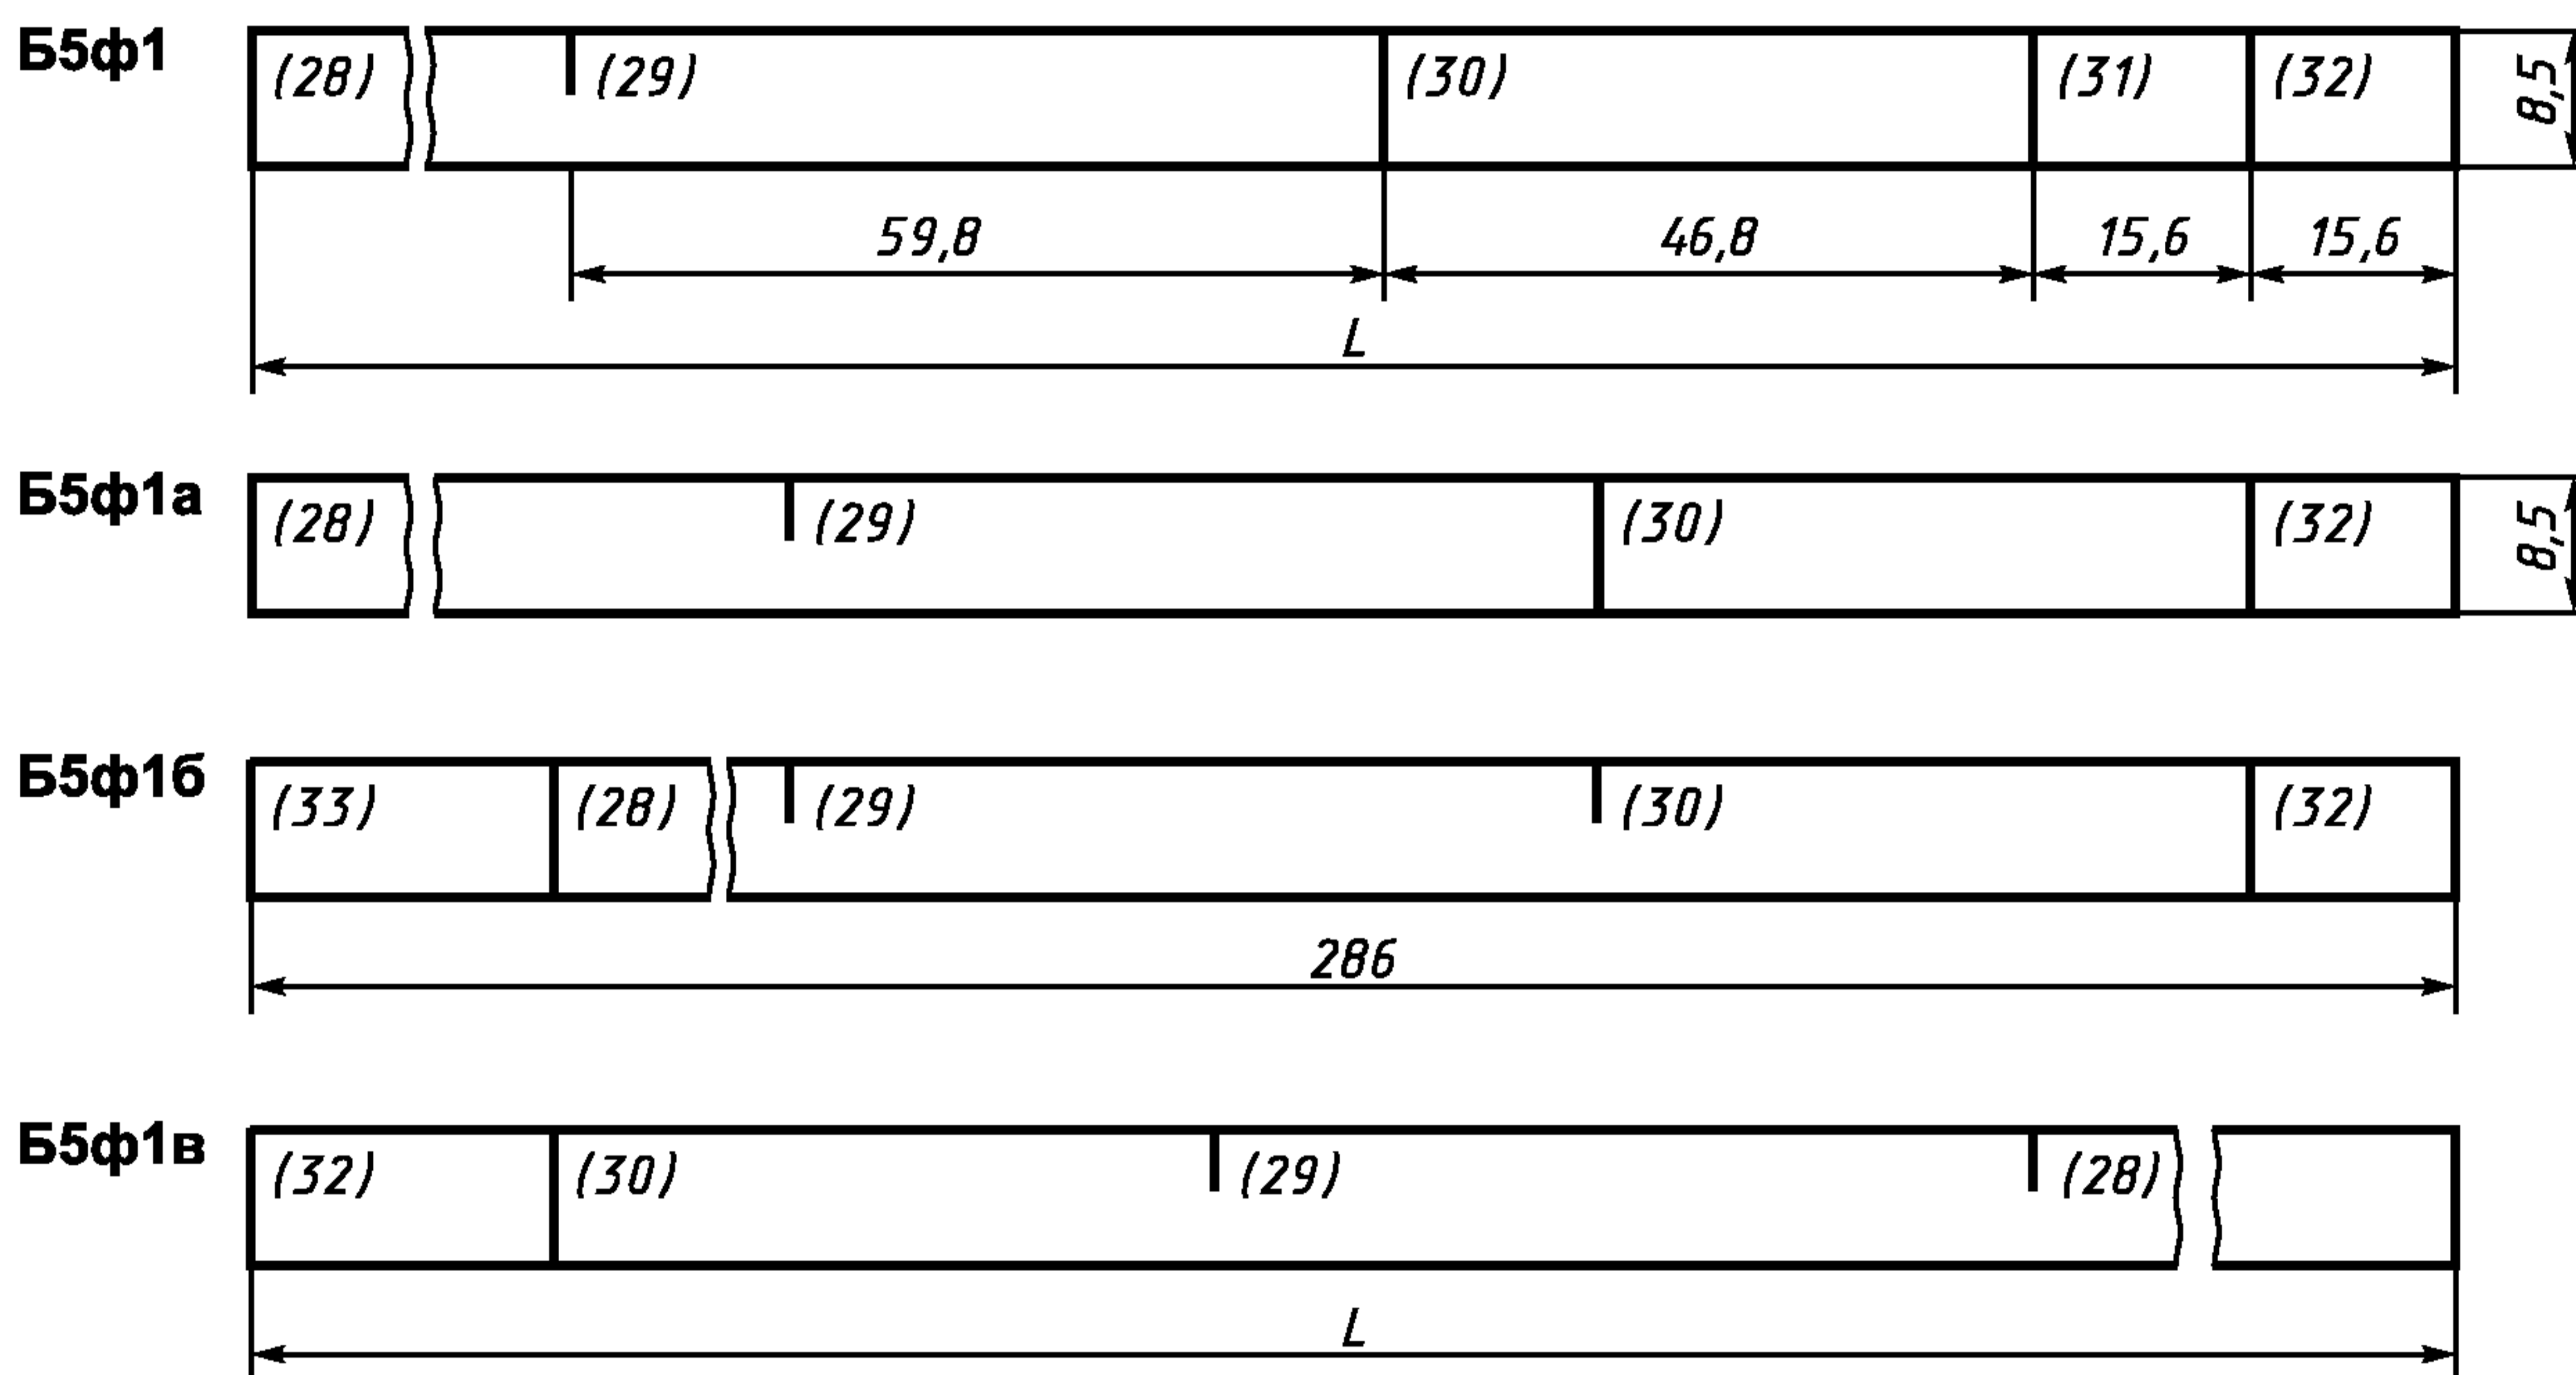 Б5ф1 (28) (29) (30) (31) (32) 8,5
59,8 46,8 15,6 15,6
L
Б5ф1а (28) (29) (30) (32) 8,5
Б5ф1б (33) (28) (29) (30) (32)
286
Б5ф1в (32) (30) (29) (28)
L